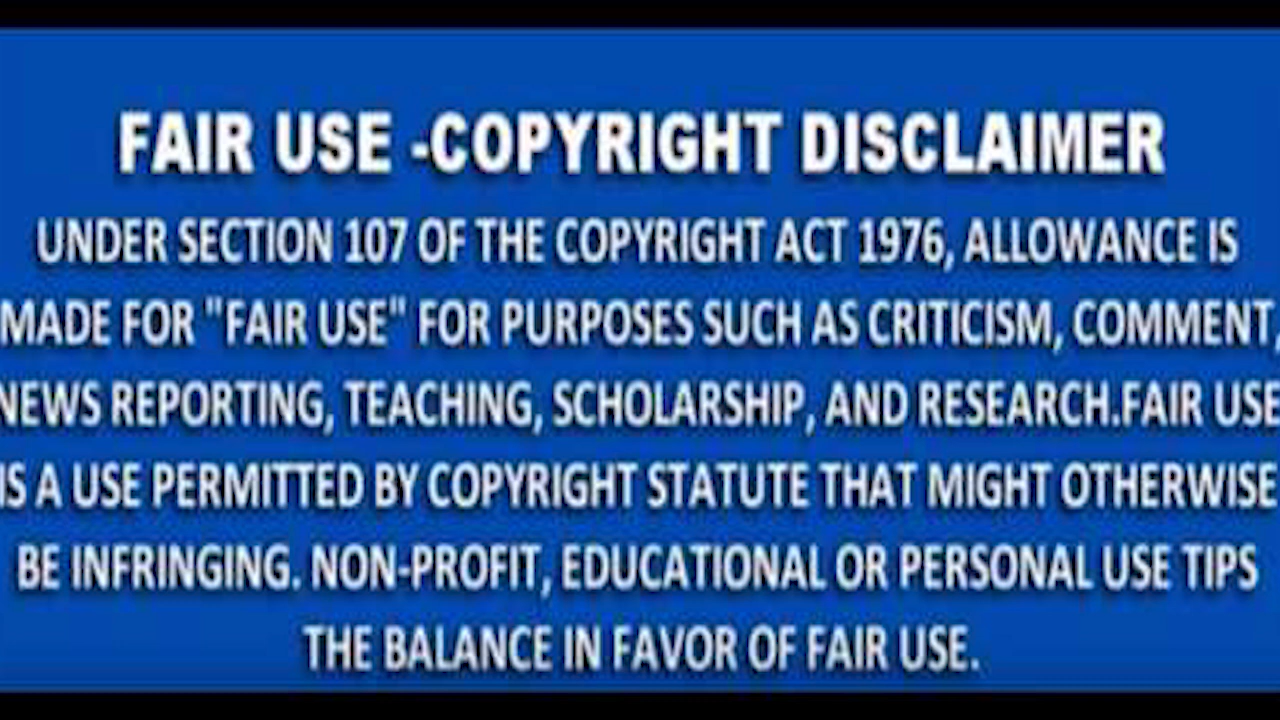 FAIR USE -COPYRIGHT DISCLAIMER
UNDER SECTION 107 OF THE COPYRIGHT ACT 1976, ALLOWANCE IS
MADE FOR "FAIR USE" FOR PURPOSES SUCH AS CRITICISM, COMMENT,
NEWS REPORTING, TEACHING, SCHOLARSHIP, AND RESEARCH.FAIR USE
IS A USE PERMITTED BY COPYRIGHT STATUTE THAT MIGHT OTHERWISE
BE INFRINGING. NON-PROFIT, EDUCATIONAL OR PERSONAL USE TIPS
THE BALANCE IN FAVOR OF FAIR USE.